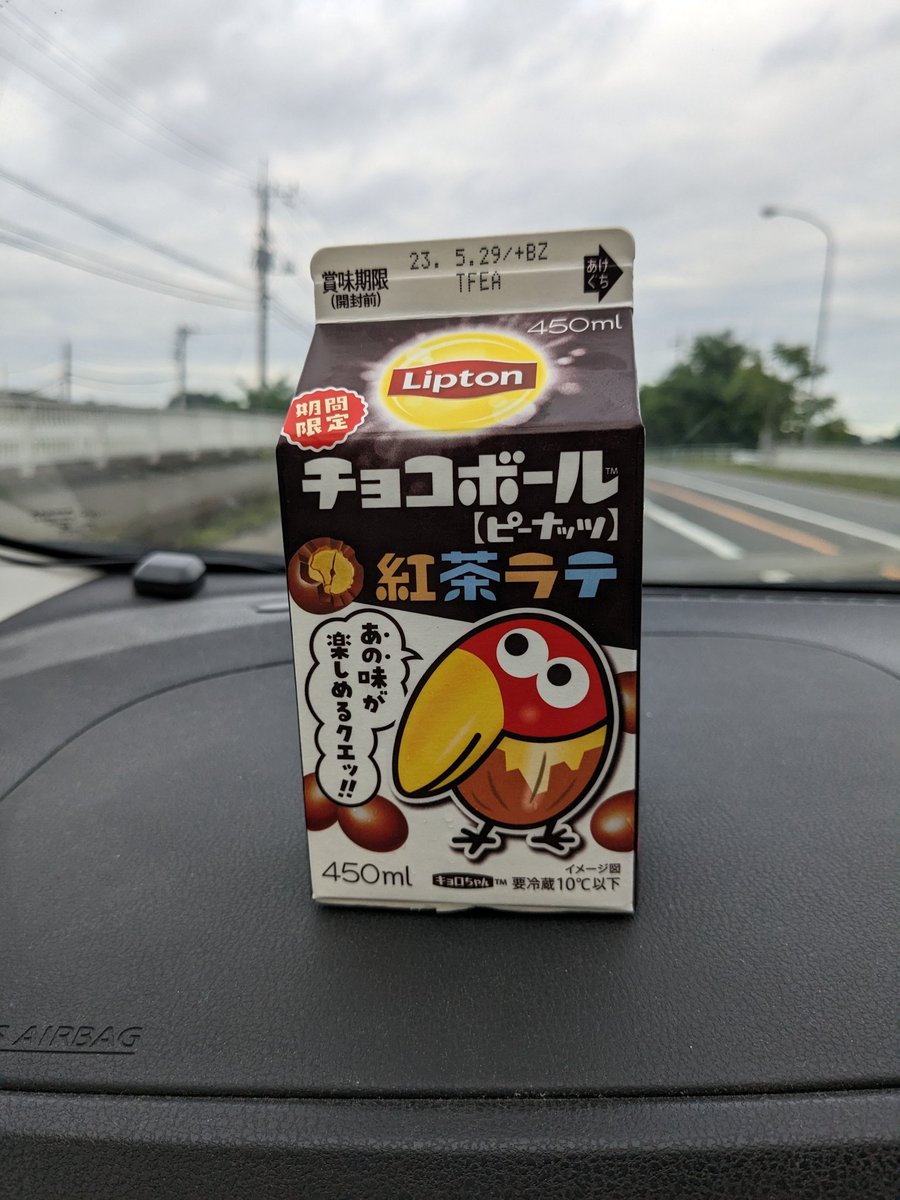 23. 5.29/+BZ
TFEA
賞味期限
(開封前)
あけ
ぐち
450ml
Lipton
期間
限定
チョコボール™
【ピーナッツ】
紅茶ラテ
あの味が
楽しめるクエッ!!
イメージ図
450ml
キョロちゃん™
要冷蔵10℃以下
AIRBAG